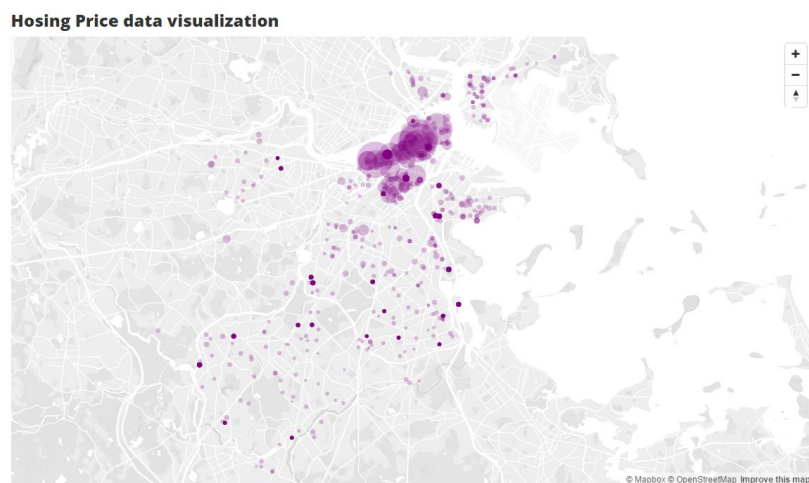 Hosing Price data visualization
+
−
© Mapbox © OpenStreetMap Improve this map